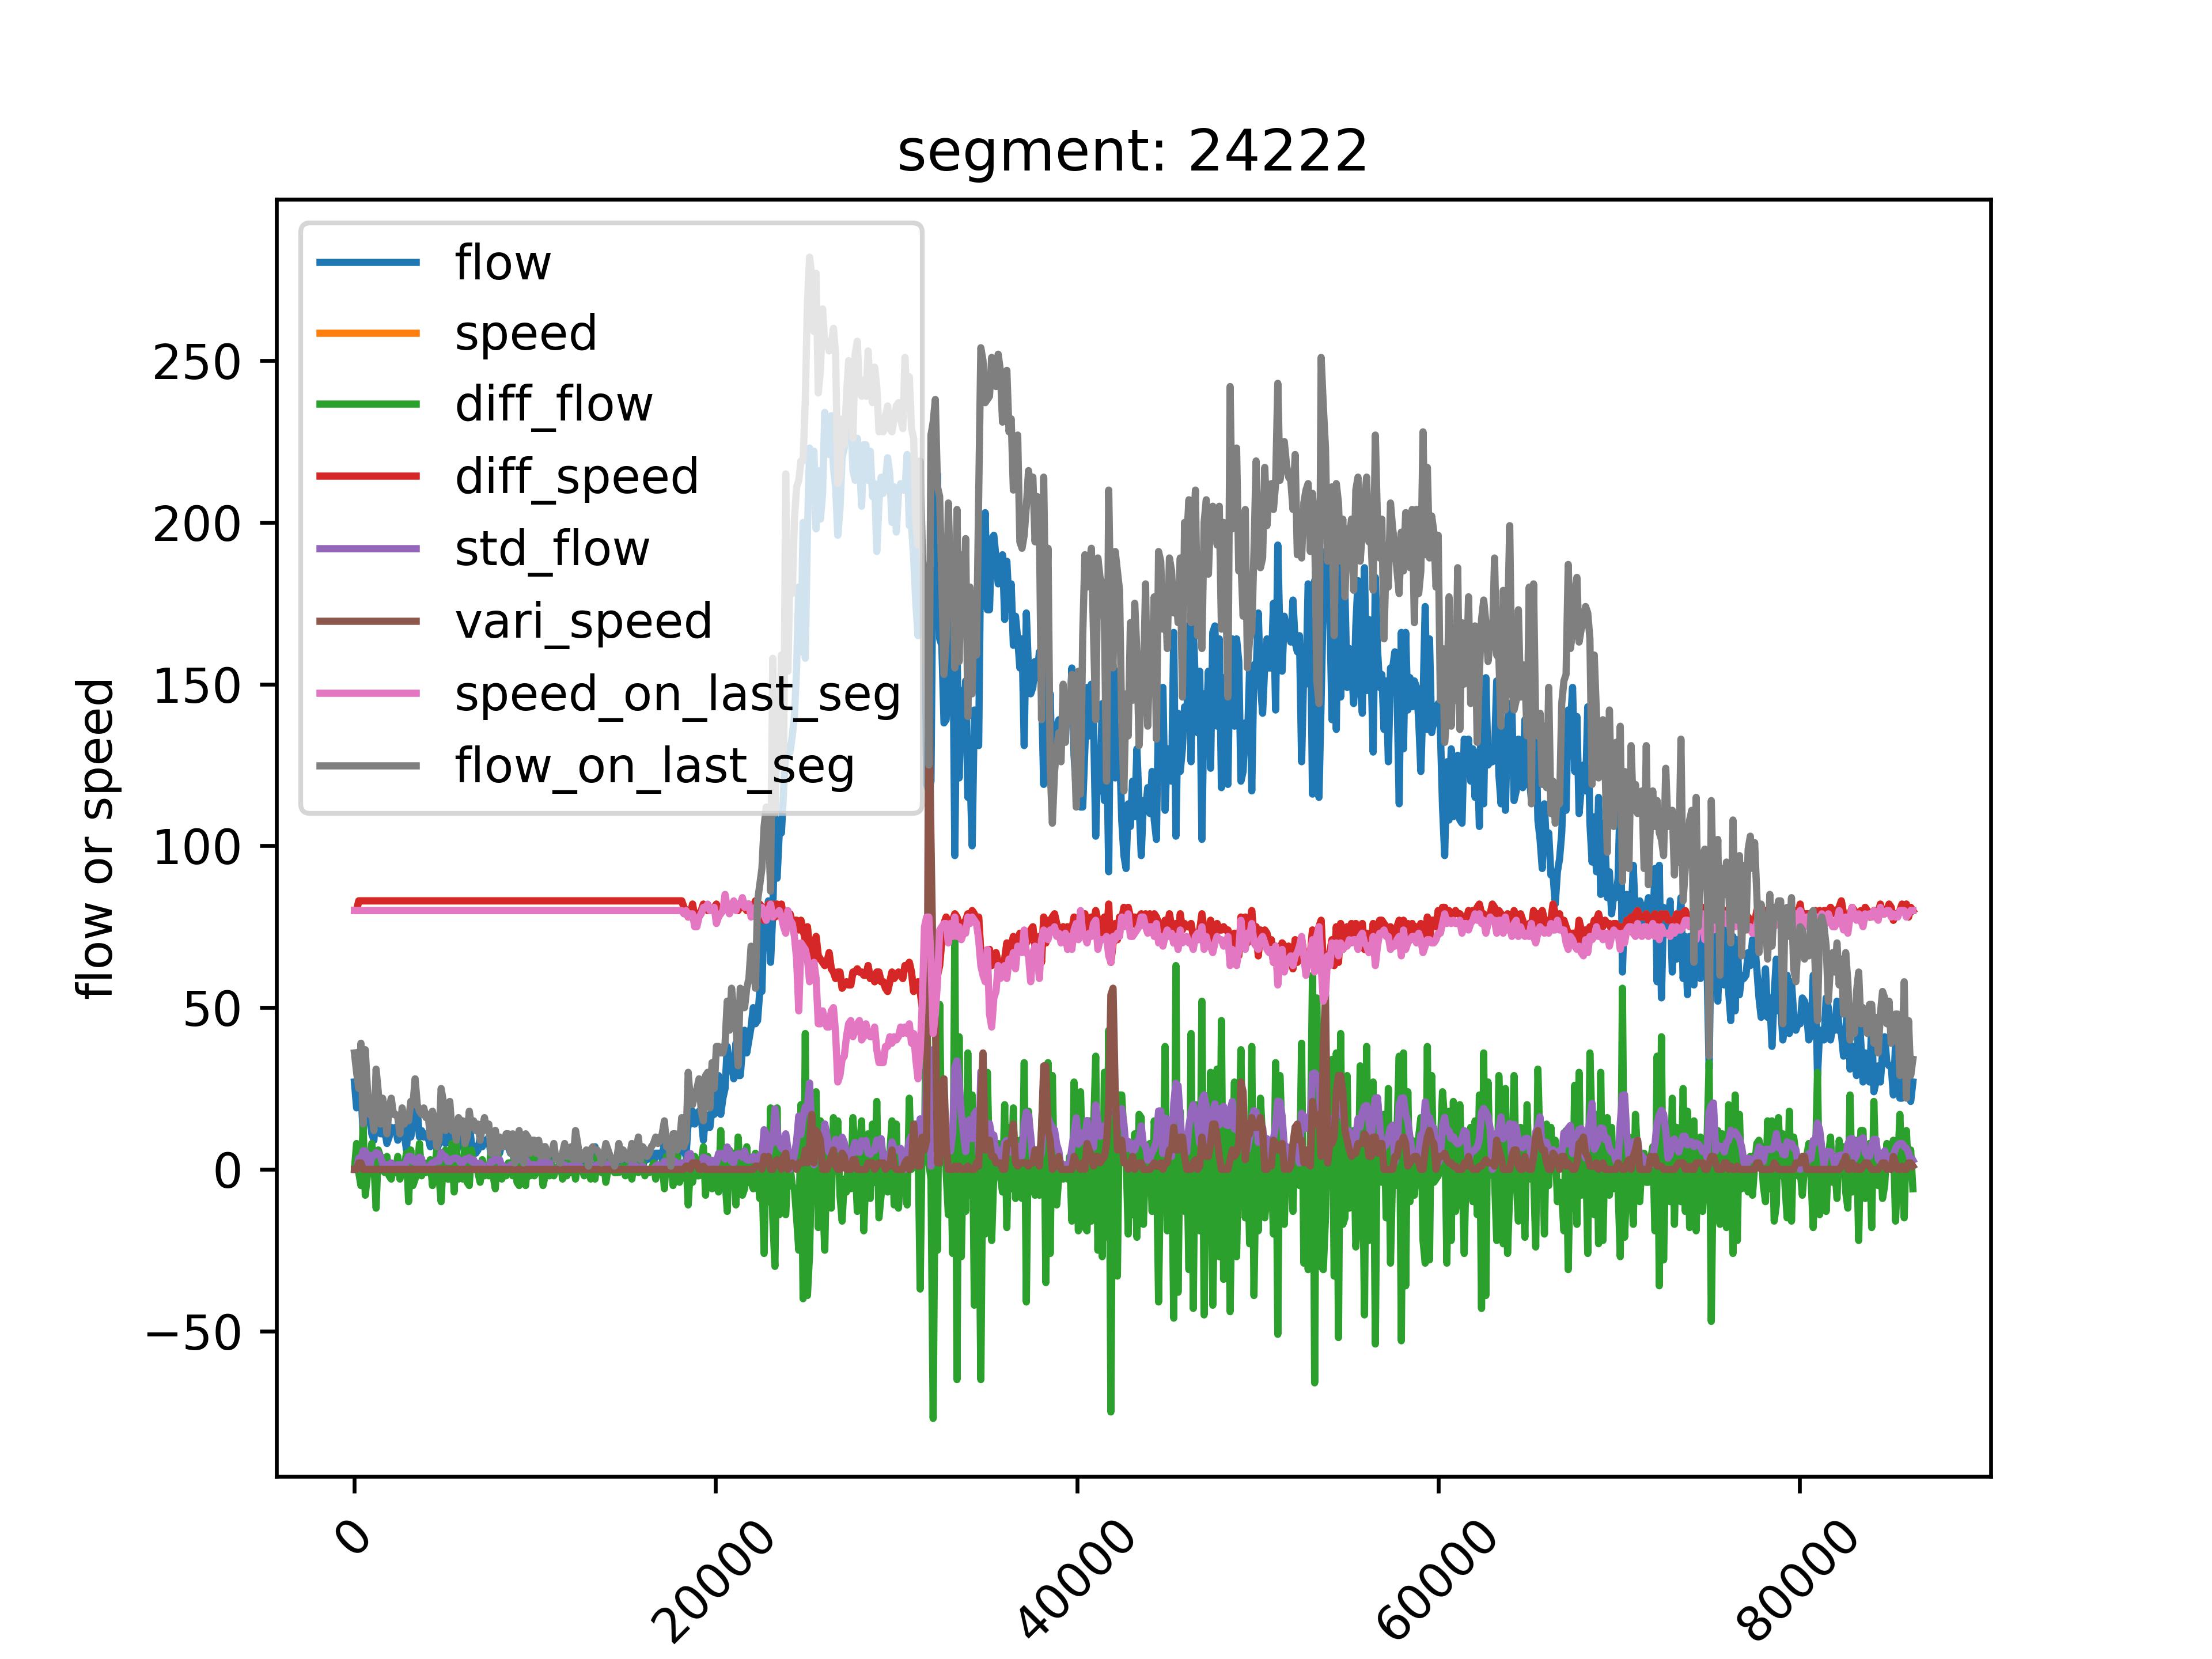 segment: 24222
flow
speed
diff_flow
diff_speed
std_flow
vari_speed
speed_on_last_seg
flow_on_last_seg
flow or speed
250
200
150
100
50
0
−50
0
20000
40000
60000
80000